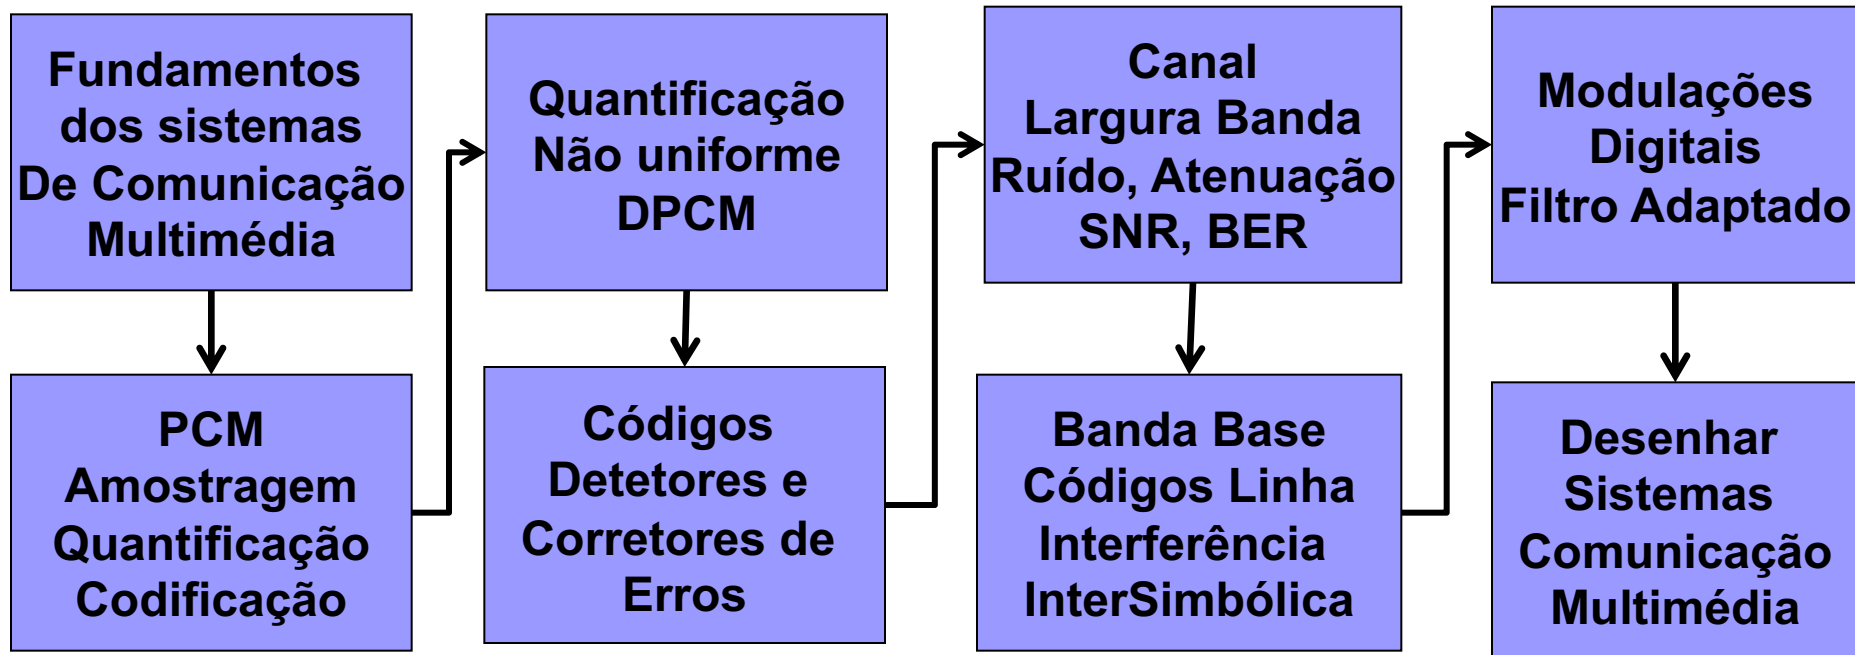 Fundamentos
dos sistemas
De Comunicação
Multimédia
PCM
Amostragem
Quantificação
Codificação
Quantificação
Não uniforme
DPCM
Códigos
Detetores e
Corretores de
Erros
Canal
Largura Banda
Ruído, Atenuação
SNR, BER
Banda Base
Códigos Linha
Interferência
InterSimbólica
Modulações
Digitais
Filtro Adaptado
Desenhar
Sistemas
Comunicação
Multimédia